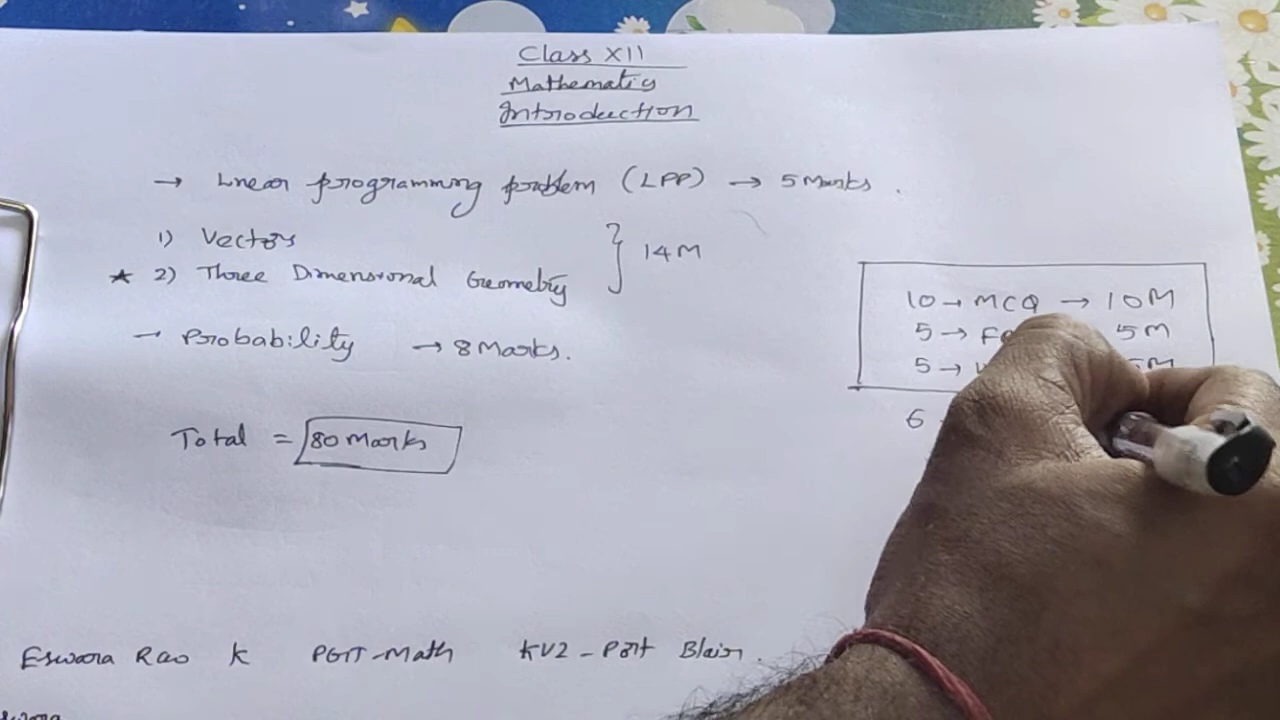 Class XII
Mathematics
Introduction
→ Linear programming problem (LPP) → 5 Marks.
1) Vectors
★ 2) Three Dimensional Geometry } 14M
→ Probability → 8 Marks.
Total = 80 Marks
10 → MCQ → 10M
5 → 5M
5 →
6
Eswara Rao K PGT-Math KV2 - Port Blair.